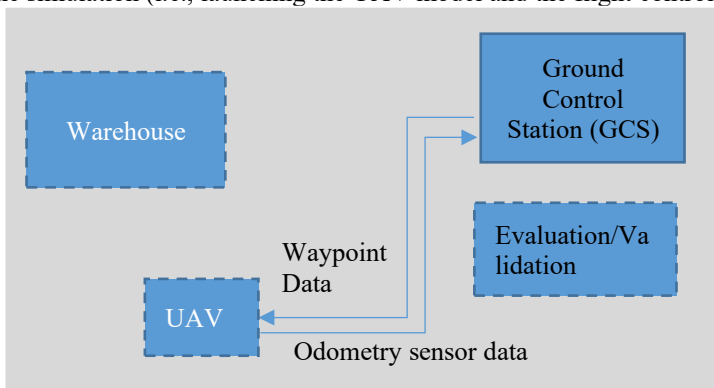 Ground
Control
Station (GCS)
Warehouse
Evaluation/Va
lidation
Waypoint
Data
UAV
Odometry sensor data